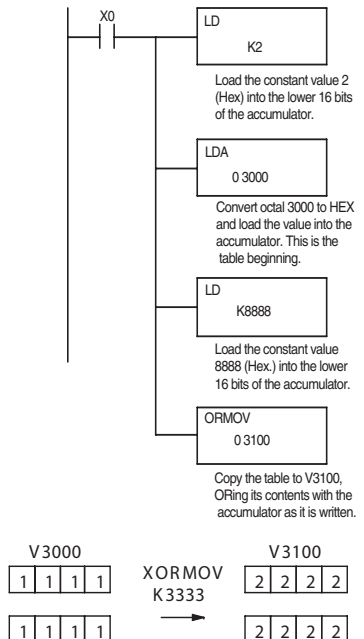 X0
LD
K2
Load the constant value 2
(Hex) into the lower 16 bits
of the accumulator.
LDA
0 3000
Convert octal 3000 to HEX
and load the value into the
accumulator. This is the
table beginning.
LD
K8888
Load the constant value
8888 (Hex.) into the lower
16 bits of the accumulator.
ORMOV
0 3100
Copy the table to V3100,
ORing its contents with the
accumulator as it is written.
V3000
XORMOV
K3333
V3100
1 1 1 1
2 2 2 2
1 1 1 1
2 2 2 2